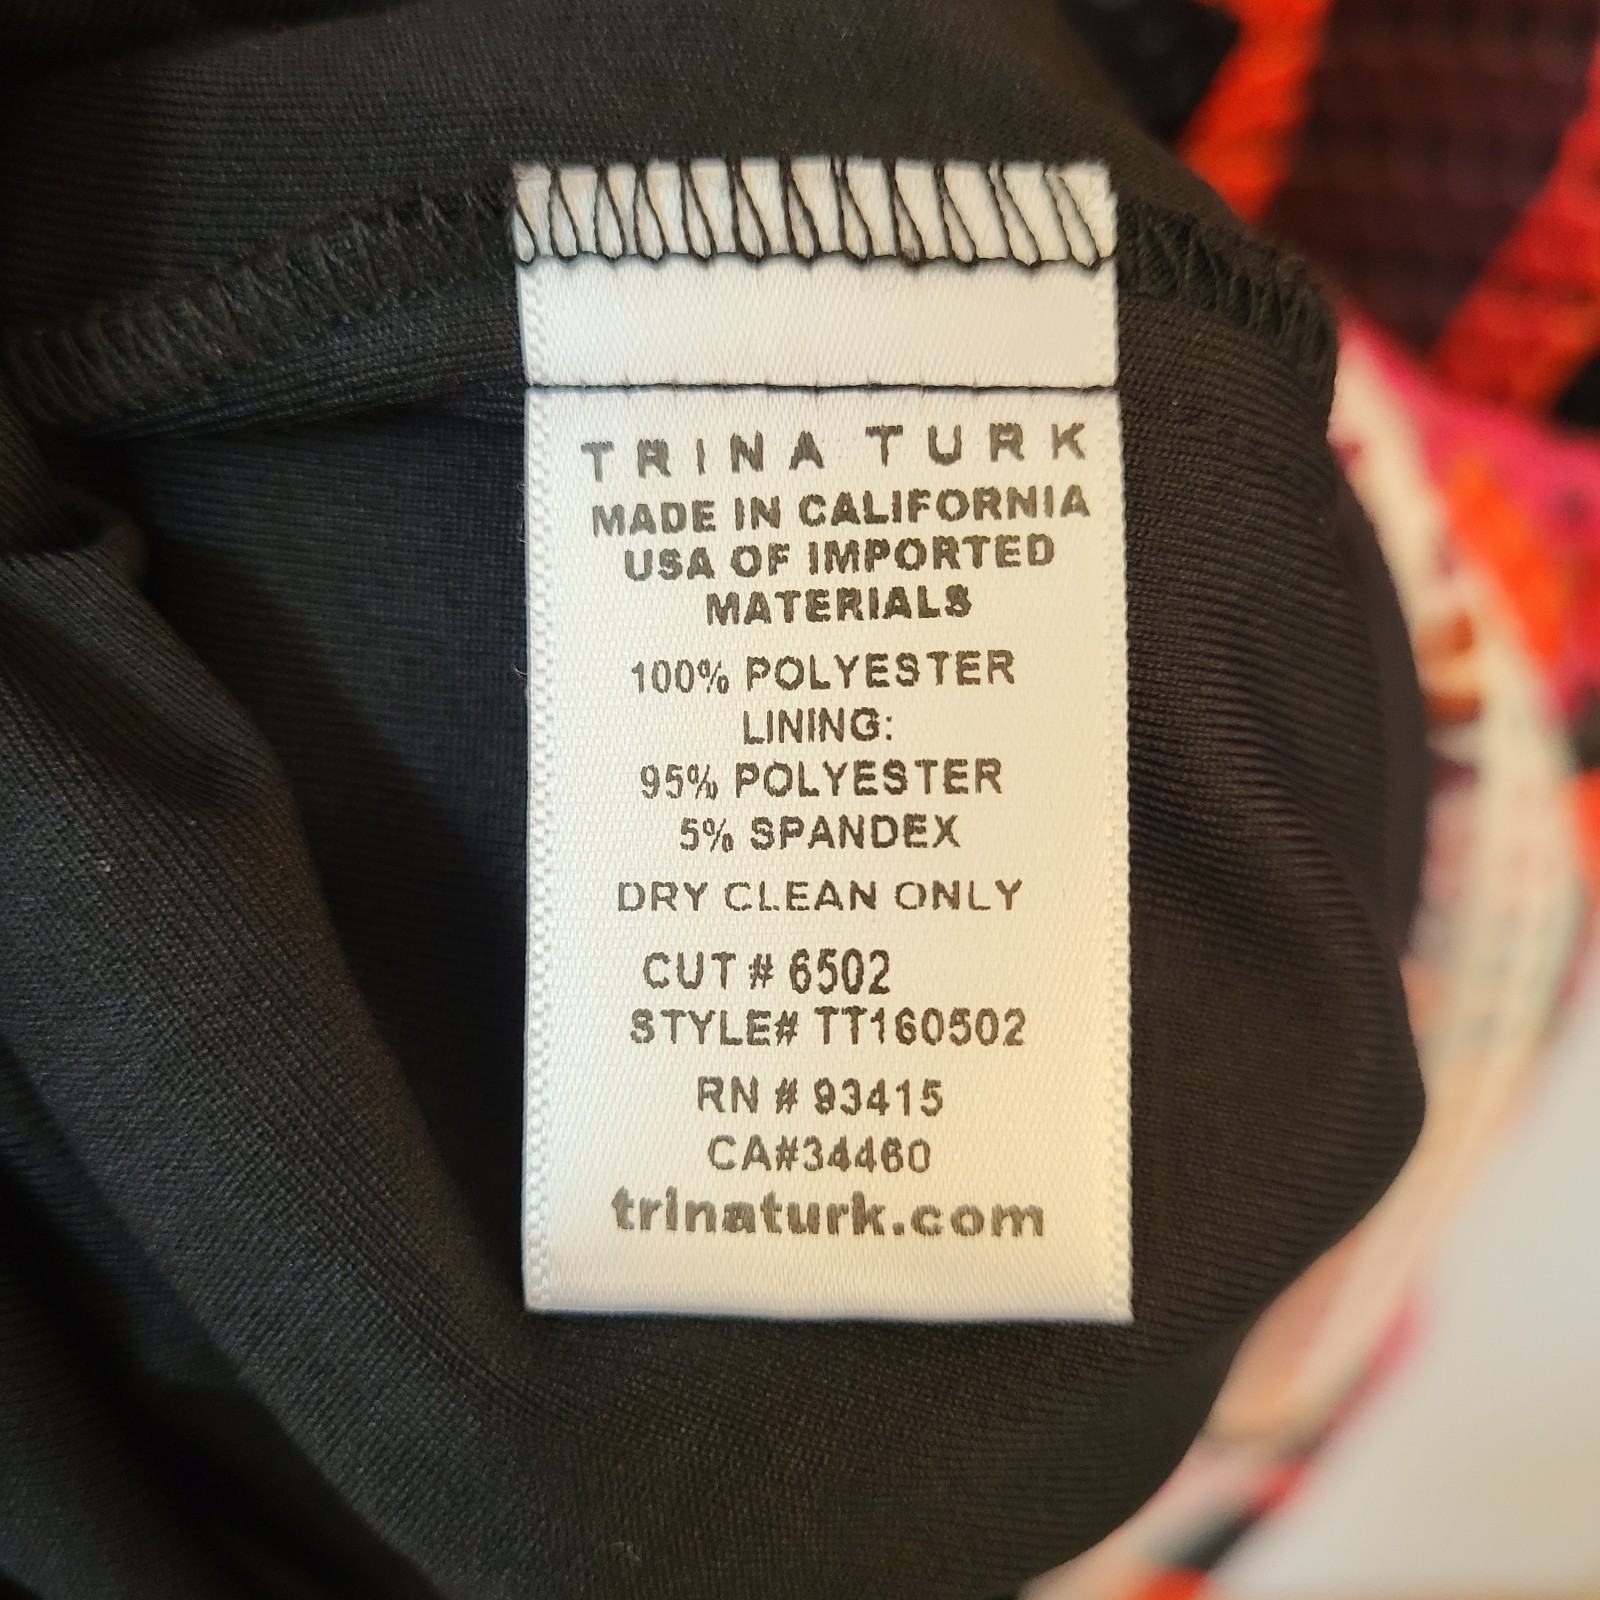 TRINA TURK
MADE IN CALIFORNIA
USA OF IMPORTED
MATERIALS
100% POLYESTER
LINING:
95% POLYESTER
5% SPANDEX
DRY CLEAN ONLY
CUT # 6502
STYLE# TT160502
RN # 93415
CA#34460
trinaturk.com